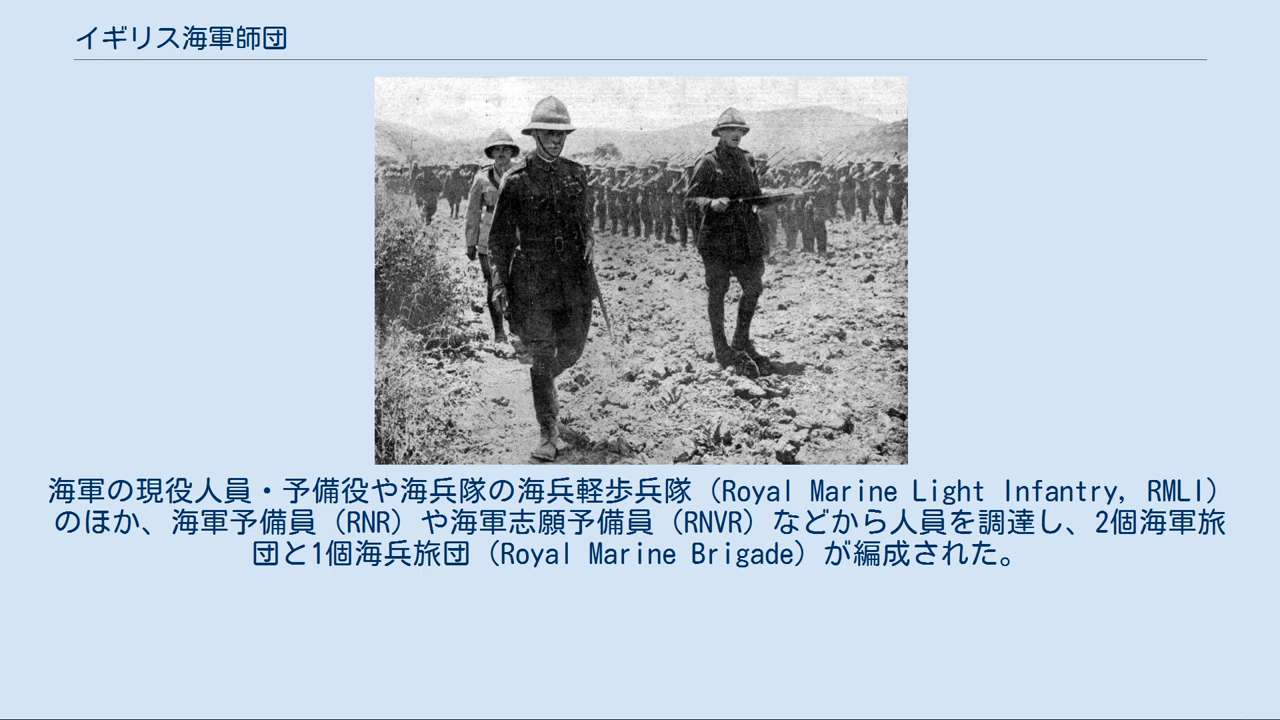 イギリス海軍師団
海軍の現役人員・予備役や海兵隊の海兵軽歩兵隊（Royal Marine Light Infantry, RMLI）
のほか、海軍予備員（RNR）や海軍志願予備員（RNVR）などから人員を調達し、2個海軍旅
団と1個海兵旅団（Royal Marine Brigade）が編成された。